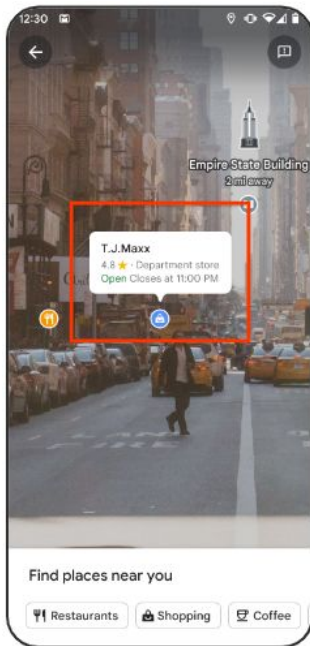 12:30
Empire State Building
2 mi away
T.J.Maxx
4.8 ★ · Department store
Open Closes at 11:00 PM
Find places near you
Restaurants
Shopping
Coffee